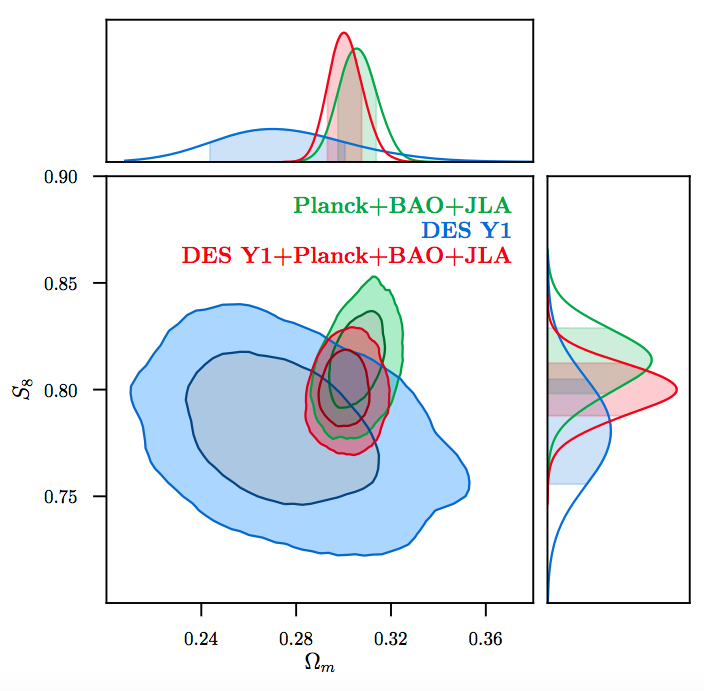 0.90
Planck+BAO+JLA
DES Y1
DES Y1+Planck+BAO+JLA
0.85
S₈
0.80
0.75
0.24 0.28 0.32 0.36
Ωₘ